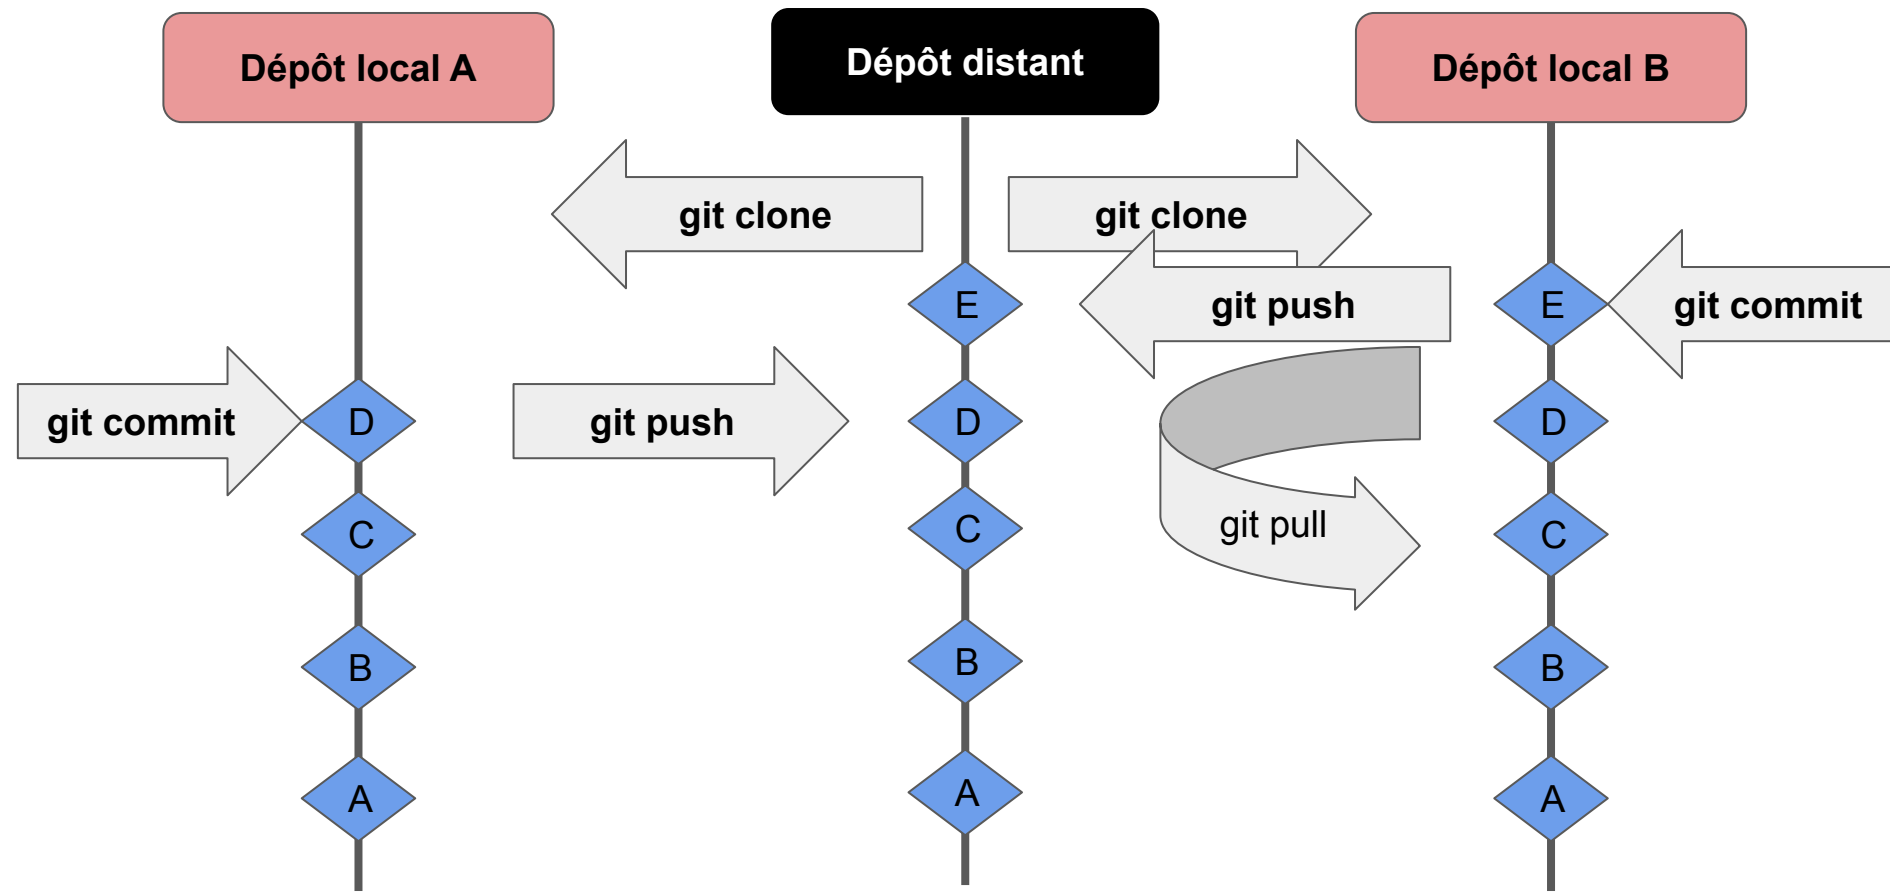 Dépôt local A
Dépôt distant
Dépôt local B
git clone
git clone
E
git push
E
git commit
git commit
D
git push
D
D
C
C
git pull
C
B
B
B
A
A
A